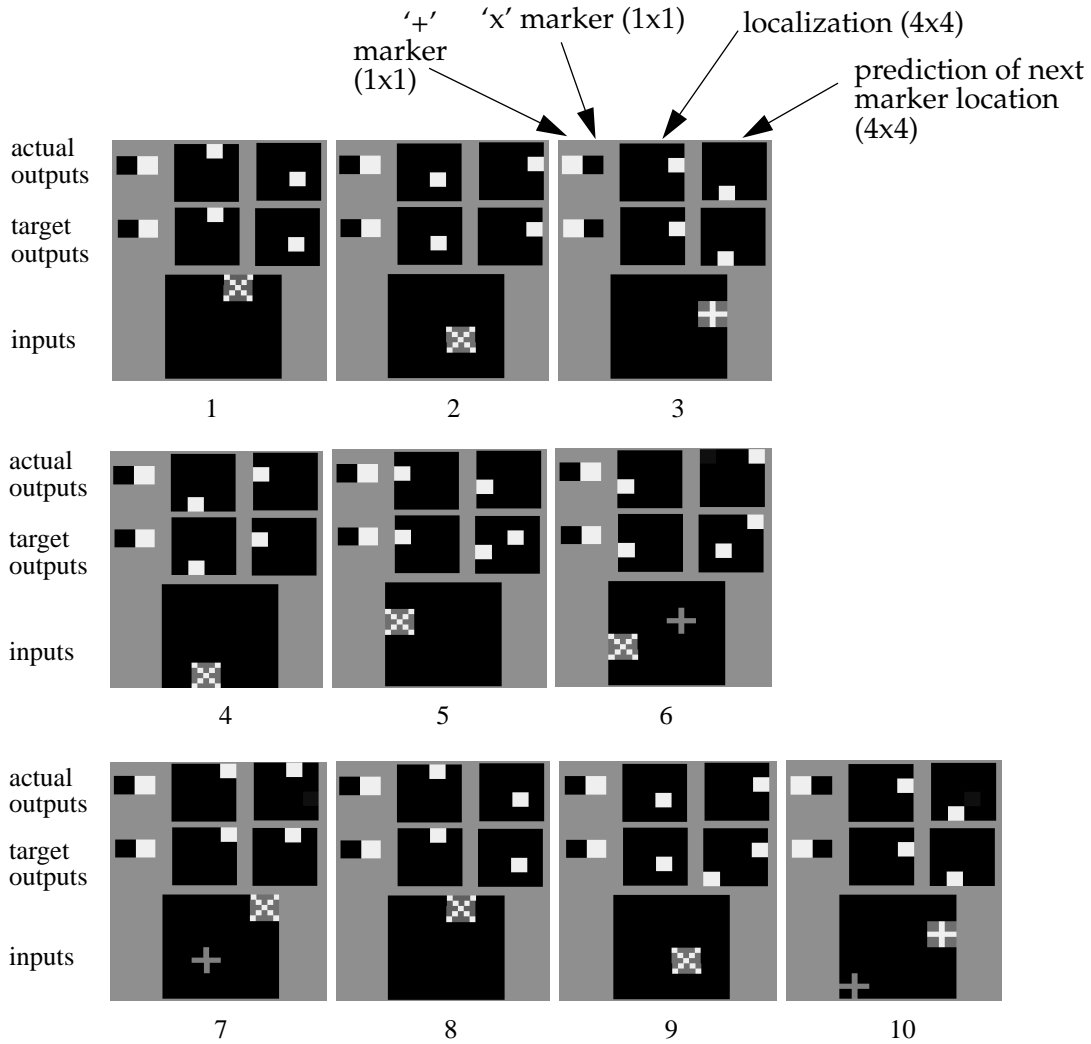 '+' marker (1x1)
'x' marker (1x1)
localization (4x4)
prediction of next
marker location
(4x4)
actual
outputs
target
outputs
inputs
1
2
3
actual
outputs
target
outputs
inputs
4
5
6
actual
outputs
target
outputs
inputs
7
8
9
10